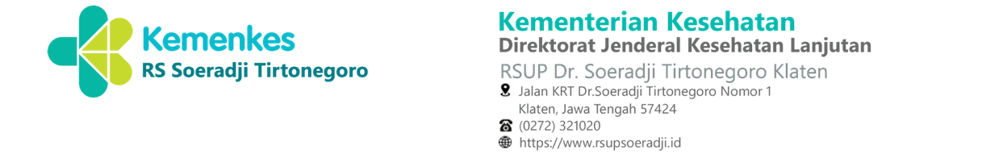 Kemenkes
RS Soeradji Tirtonegoro
Kementerian Kesehatan
Direktorat Jenderal Kesehatan Lanjutan
RSUP Dr. Soeradji Tirtonegoro Klaten
Jalan KRT Dr.Soeradji Tirtonegoro Nomor 1
Klaten, Jawa Tengah 57424
(0272) 321020
https://www.rsupsoeradji.id